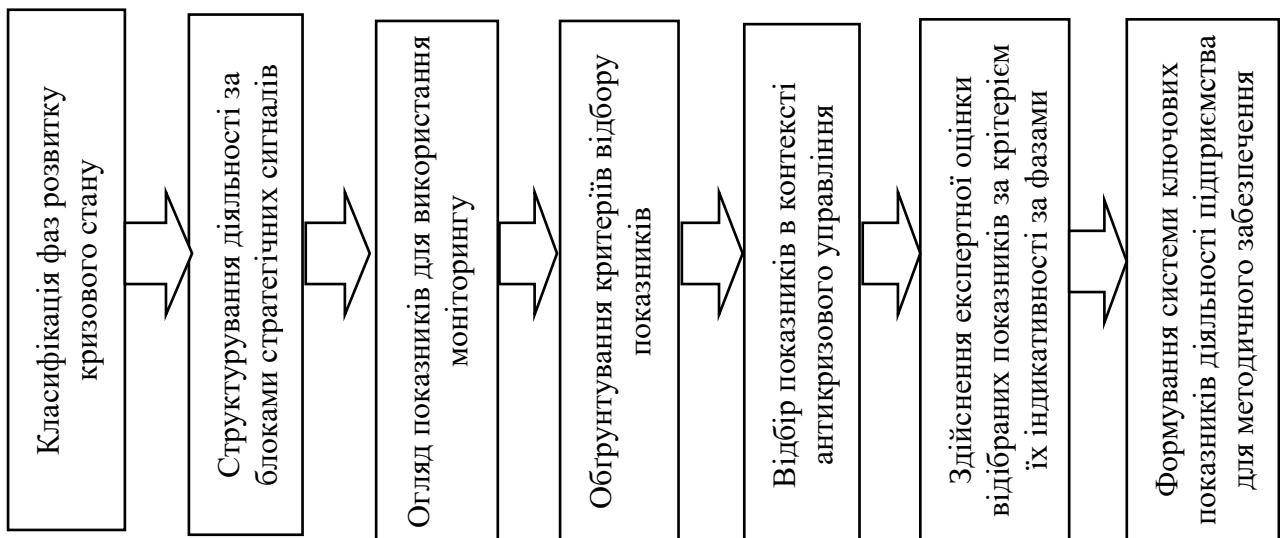 Класифікація фаз розвитку
кризового стану
Структурування діяльності за
блоками стратегічних сигналів
Огляд показників для використання
моніторингу
Обґрунтування критеріїв відбору
показників
Відбір показників в контексті
антикризового управління
Здійснення експертної оцінки
відібраних показників за крітерієм
їх індикативності за фазами
Формування системи ключових
показників діяльності підприємства
для методичного забезпечення